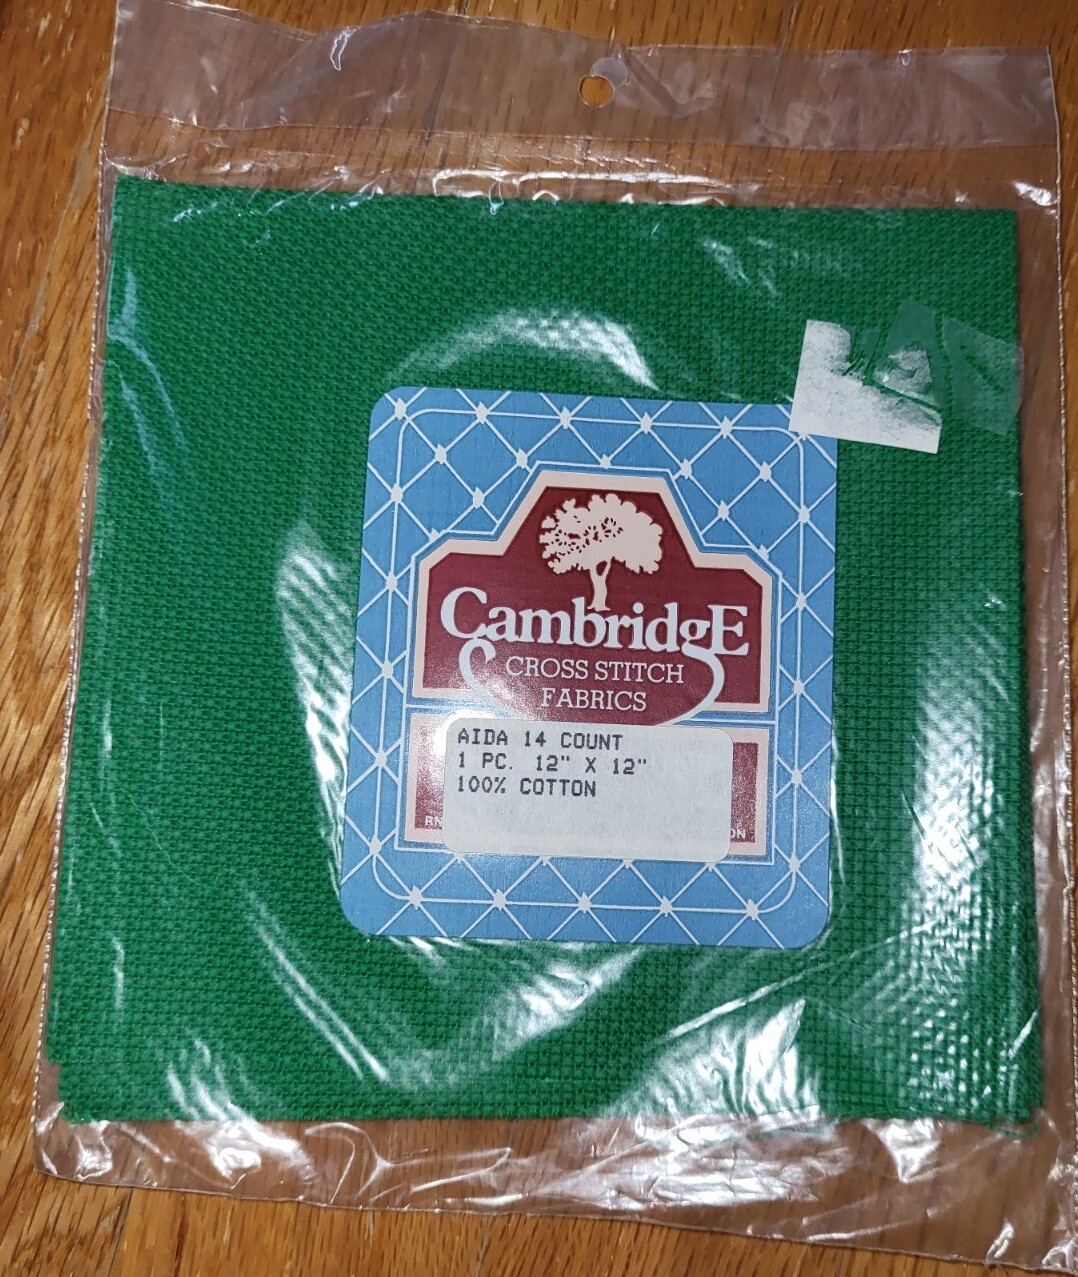 CambridgE
CROSS STITCH
FABRICS
AIDA 14 COUNT
1 PC. 12" X 12"
100% COTTON